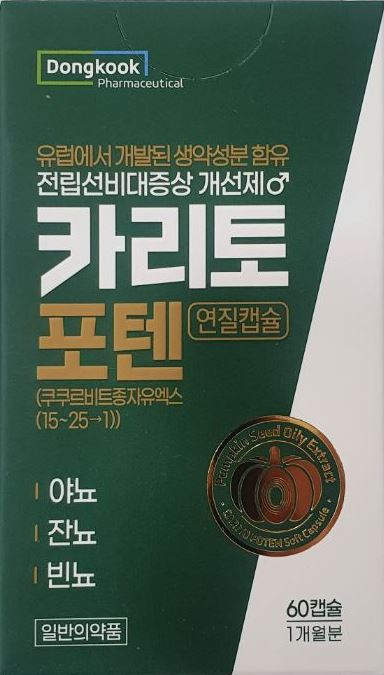 Dongkook
Pharmaceutical
유럽에서 개발된 생약성분 함유
전립선비대증상 개선제♂
카리토
포텐 연질캡슐
(쿠쿠르비트종자유엑스
(15~25→1))
야뇨
잔뇨
빈뇨
Pumpkin Seed Oily Extract
CARITO POTEN Soft Capsule
일반의약품
60캡슐
1개월분